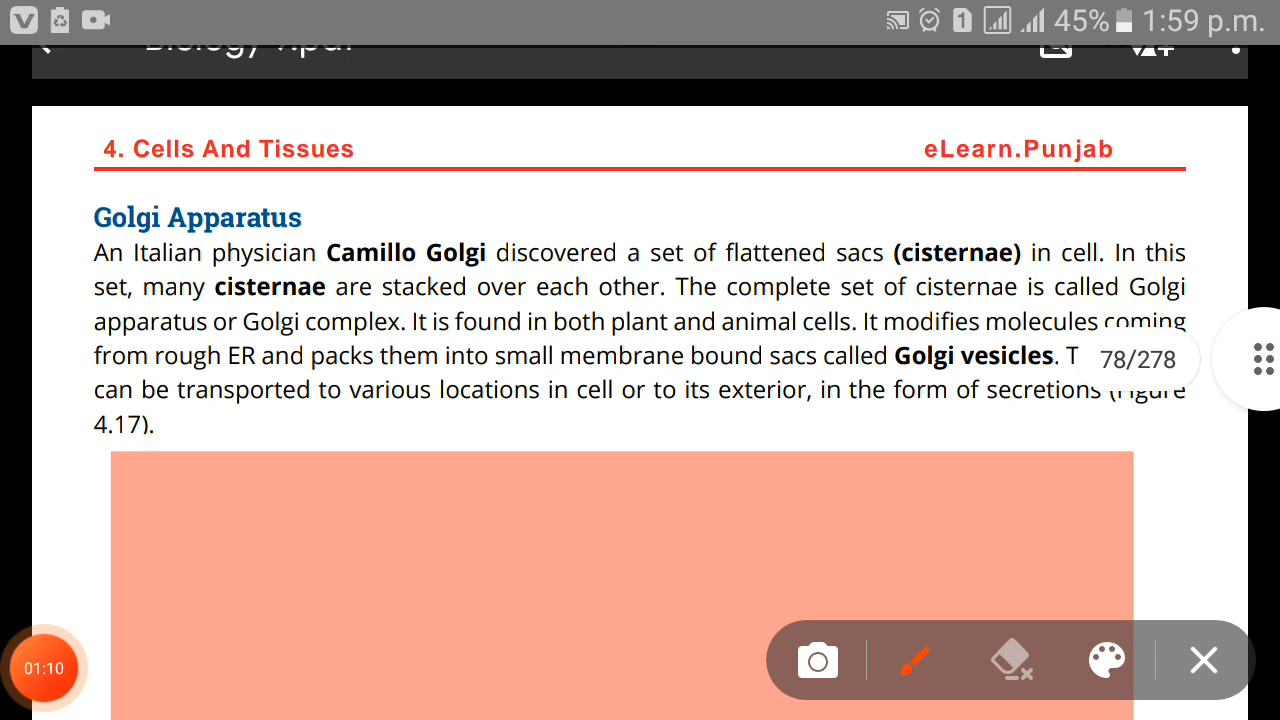 45% 1:59 p.m.
4. Cells And Tissues eLearn.Punjab
Golgi Apparatus
An Italian physician Camillo Golgi discovered a set of flattened sacs (cisternae) in cell. In this
set, many cisternae are stacked over each other. The complete set of cisternae is called Golgi
apparatus or Golgi complex. It is found in both plant and animal cells. It modifies molecules coming
from rough ER and packs them into small membrane bound sacs called Golgi vesicles. T
78/278
can be transported to various locations in cell or to its exterior, in the form of secretions (Figure
4.17).
01:10